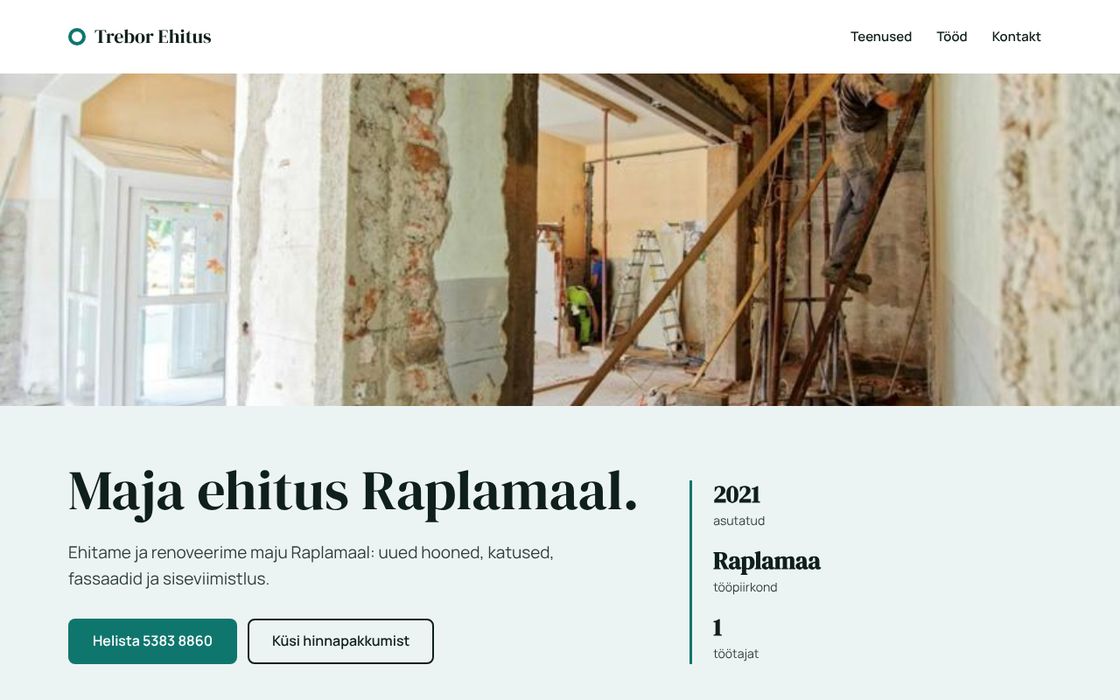 Trebor Ehitus
Teenused Tööd Kontakt
Maja ehitus Raplamaal.
Ehitame ja renoveerime maju Raplamaal: uued hooned, katused,
fassaadid ja siseviimistlus.
Helista 5383 8860
Küsi hinnapakkumist
2021
asutatud
Raplamaa
tööpiirkond
1
töötajat